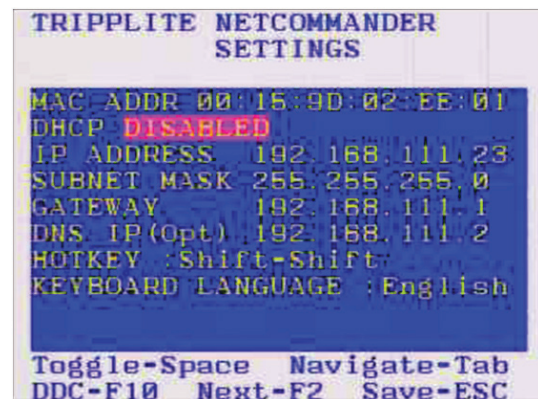 TRIPPLITE NETCOMMANDER
SETTINGS
MAC ADDR 00:15:9D:02:EE:01
DHCP DISABLED
IP ADDRESS 192.168.111.23
SUBNET MASK 255.255.255.0
GATEWAY 192.168.111.1
DNS IP(Opt) 192.168.111.2
HOTKEY :Shift-Shift
KEYBOARD LANGUAGE :English
Toggle-Space Navigate-Tab
DDC-F10 Next-F2 Save-ESC